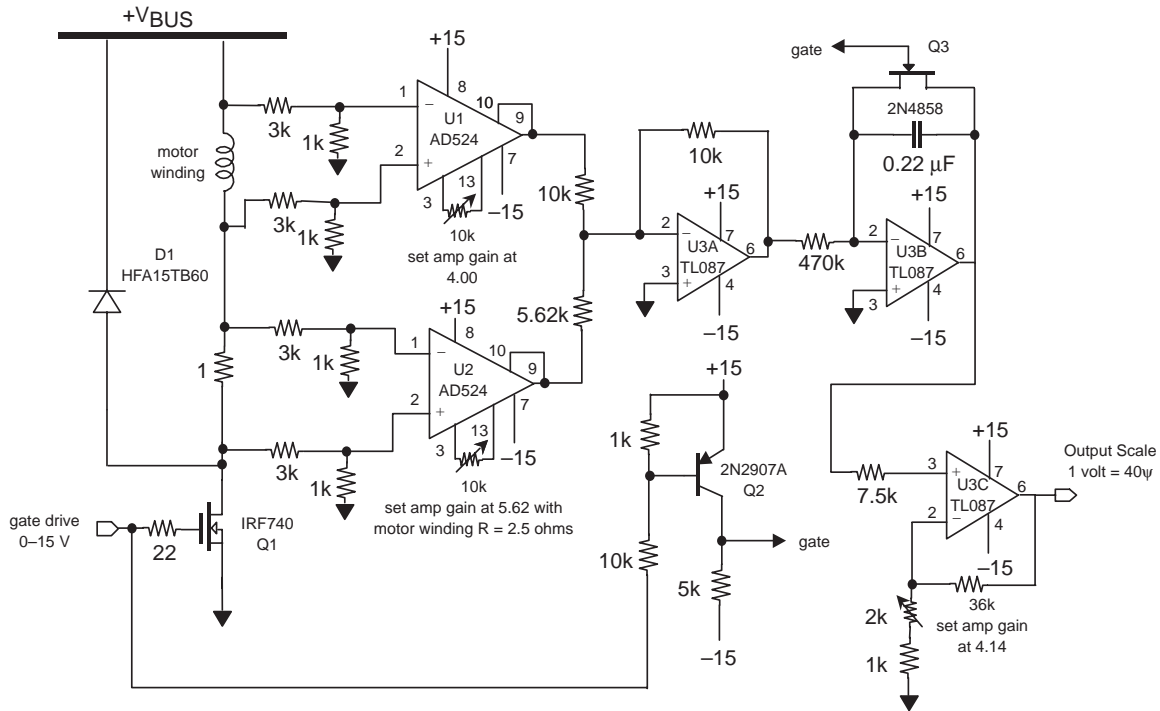 +VBUS
+15
gate
Q3
1
−
8
10
9
3k
1k
U1
AD524
2N4858
motor
winding
2
+
7
10k
0.22 µF
10k
+15
+15
3
13
−15
3k
1k
10k
set amp gain at
4.00
2
−
7
U3A
6
TL087
3
+
4
470k
2
−
7
U3B
6
TL087
3
+
4
D1
HFA15TB60
+15
−15
−15
5.62k
1
3k
1k
1
−
8
10
9
U2
AD524
2
+
7
+15
3k
1k
3
13
−15
10k
set amp gain at 5.62 with
motor winding R = 2.5 ohms
1k
2N2907A
Q2
+15
Output Scale
1 volt = 40ψ
7.5k
3
+
7
U3C
6
TL087
2
−
4
gate drive
0–15 V
22
IRF740
Q1
10k
gate
−15
5k
36k
2k
set amp gain
at 4.14
−15
1k